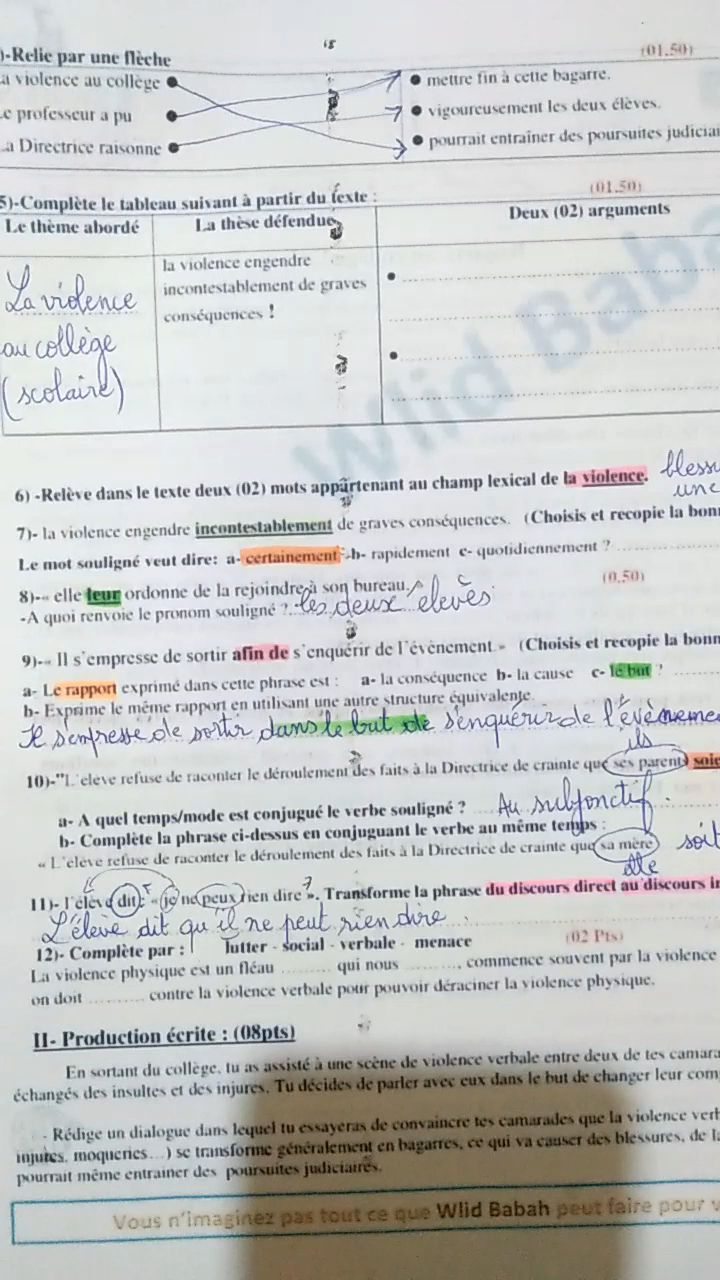 )-Relie par une flèche (01.50)
a violence au collège ● ● mettre fin à cette bagarre.
e professeur a pu ● ● vigoureusement les deux élèves.
a Directrice raisonne ● ● pourrait entraîner des poursuites judiciai
5)-Complète le tableau suivant à partir du texte : (01.50)
Le thème abordé La thèse défendue Deux (02) arguments
La violence
au collège
(scolaire)
la violence engendre
incontestablement de graves
conséquences !
Wlid Baba
6) -Relève dans le texte deux (02) mots appartenant au champ lexical de la violence. bless
une
7)- la violence engendre incontestablement de graves conséquences. (Choisis et recopie la bon
Le mot souligné veut dire: a- certainement -b- rapidement c- quotidiennement ?
8)-« elle leur ordonne de la rejoindre à son bureau. (0.50)
-A quoi renvoie le pronom souligné ? les deux élèves
9)-« Il s'empresse de sortir afin de s'enquérir de l'évènement » (Choisis et recopie la bonn
a- Le rapport exprimé dans cette phrase est : a- la conséquence b- la cause c- le but ?
b- Exprime le même rapport en utilisant une autre structure équivalente.
Il s'empresse de sortir dans le but de s'enquérir de l'évèneme
ils
10)-"L'élève refuse de raconter le déroulement des faits à la Directrice de crainte que ses parents soie
a- A quel temps/mode est conjugué le verbe souligné ? Au subjonctif.
b- Complète la phrase ci-dessus en conjuguant le verbe au même temps :
« L'élève refuse de raconter le déroulement des faits à la Directrice de crainte que sa mère soit
elle
11)- l'élève dit: « je ne peux rien dire ». Transforme la phrase du discours direct au discours in
L'élève dit qu'il ne peut rien dire.
12)- Complète par : lutter - social - verbale - menace (02 Pts)
La violence physique est un fléau ......... qui nous ........., commence souvent par la violence
on doit .......... contre la violence verbale pour pouvoir déraciner la violence physique.
II- Production écrite : (08pts)
En sortant du collège, tu as assisté à une scène de violence verbale entre deux de tes camara
échangés des insultes et des injures. Tu décides de parler avec eux dans le but de changer leur com
- Rédige un dialogue dans lequel tu essayeras de convaincre tes camarades que la violence verb
injures, moqueries...) se transforme généralement en bagarres, ce qui va causer des blessures, de la
pourrait même entrainer des poursuites judiciaires.
Vous n'imaginez pas tout ce que Wlid Babah peut faire pour v